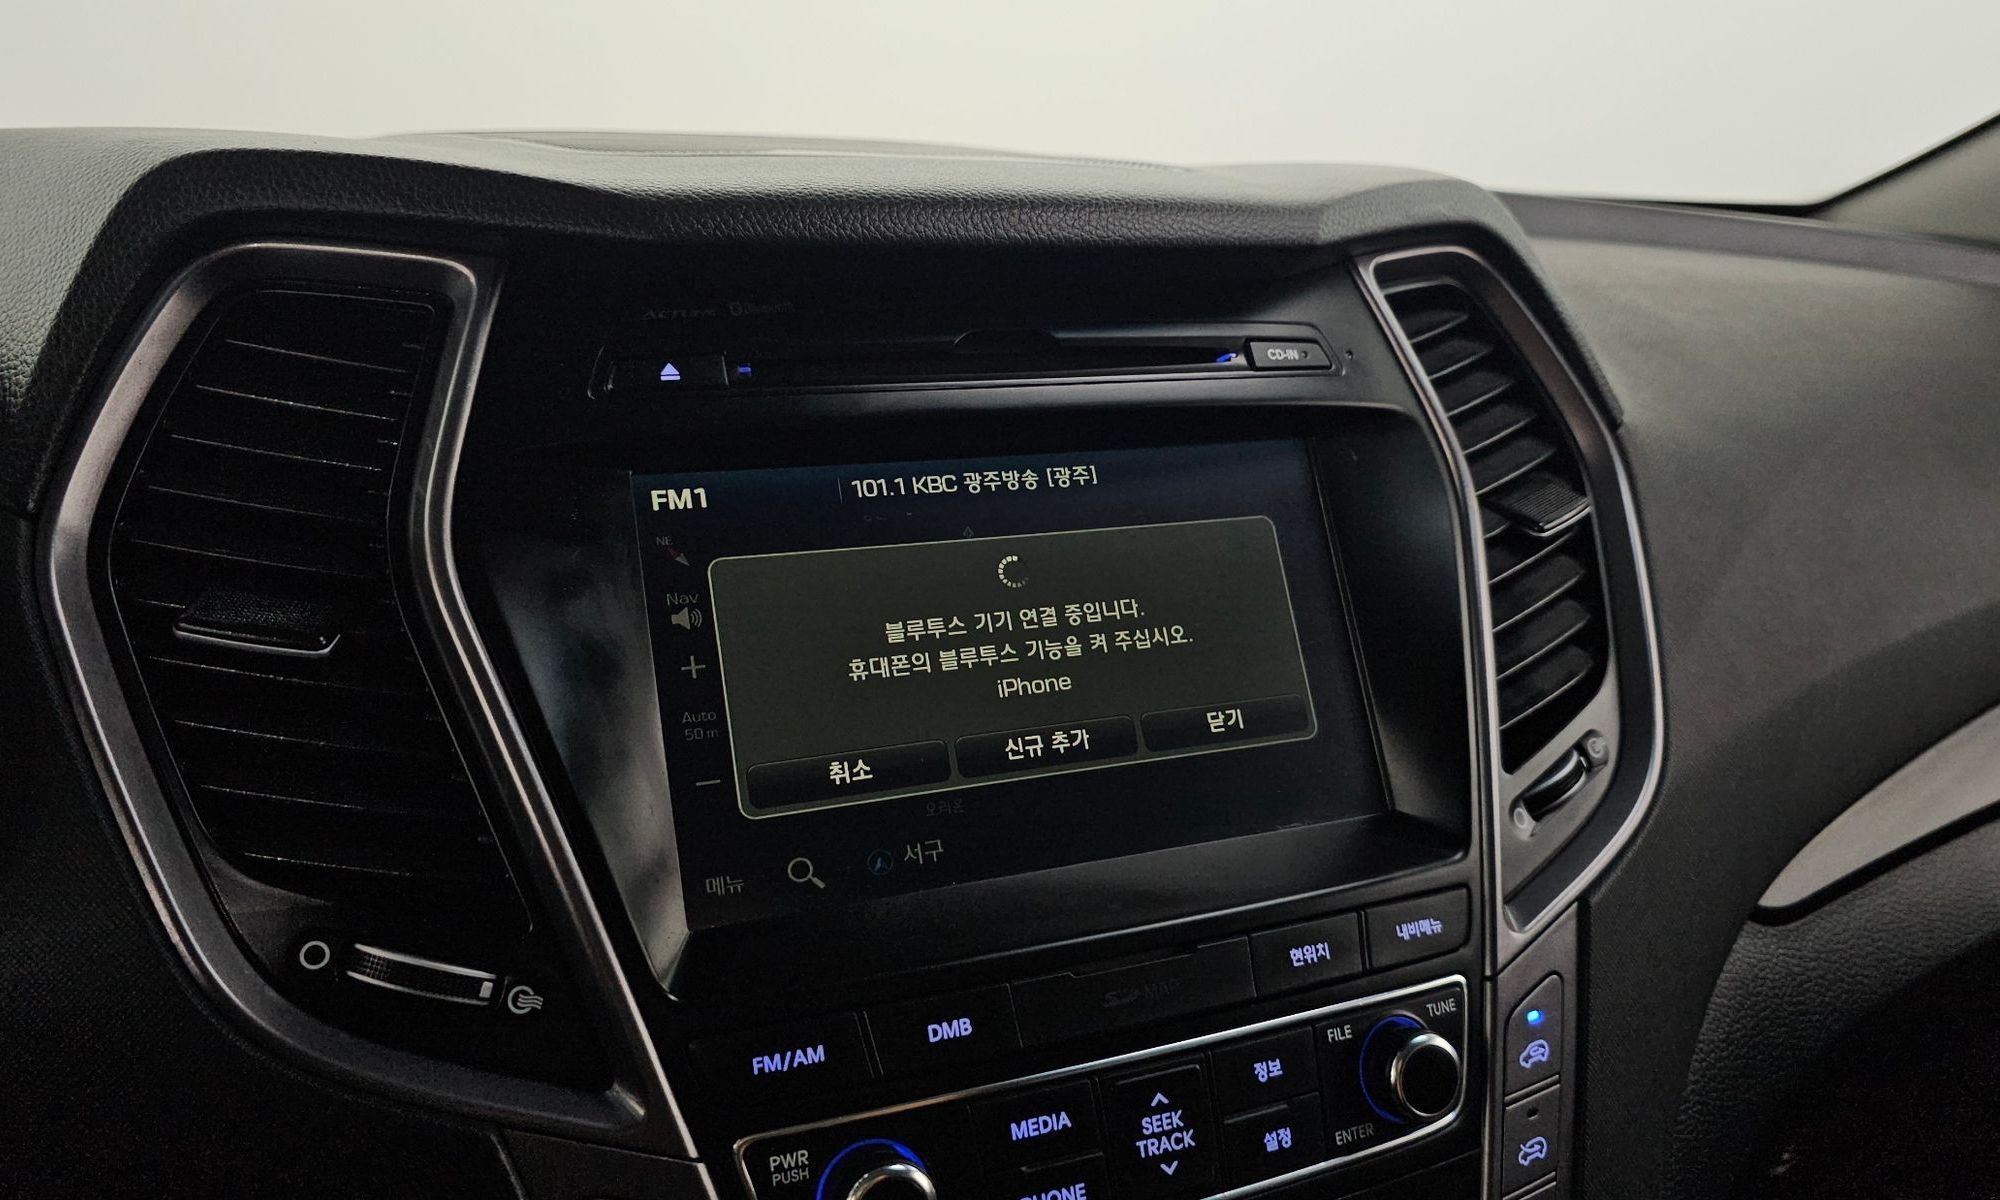 Bluetooth
CD-IN
FM1
101.1 KBC 광주방송 [광주]
NE
Nav
블루투스 기기 연결 중입니다.
휴대폰의 블루투스 기능을 켜 주십시오.
iPhone
Auto
50 m
취소
신규 추가
닫기
오리온
메뉴
서구
현위치
내비메뉴
FM/AM
DMB
MAP
MEDIA
SEEK
TRACK
정보
설정
FILE
TUNE
ENTER
PWR
PUSH
PHONE